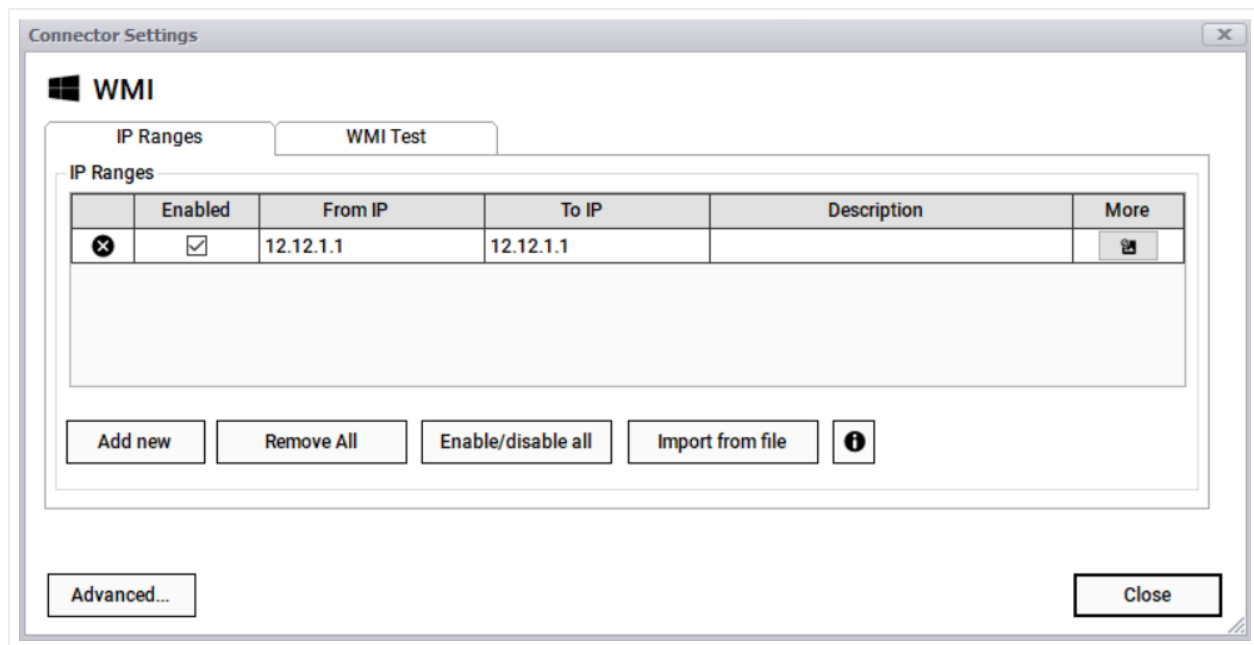 Connector Settings
WMI
IP Ranges WMI Test
IP Ranges
Enabled From IP To IP Description More
12.12.1.1 12.12.1.1
Add new Remove All Enable/disable all Import from file
Advanced... Close